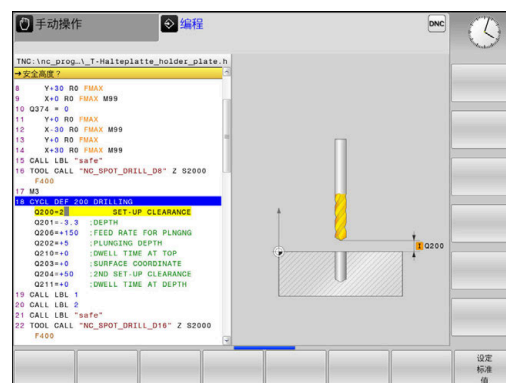 手动操作
编程
DNC
TNC:\nc_prog…\_T-Halteplatte_holder_plate.h
→安全高度？
8 Y+30 R0 FMAX
9 X+0 R0 FMAX M99
10 Q374 = 0
11 Y+0 R0 FMAX
12 X-30 R0 FMAX M99
13 Y+0 R0 FMAX
14 X+30 R0 FMAX M99
15 CALL LBL "safe"
16 TOOL CALL "NC_SPOT_DRILL_D8" Z S2000
F400
17 M3
18 CYCL DEF 200 DRILLING
Q200=2 SET-UP CLEARANCE
Q201=-3.3 ;DEPTH
Q206=+150 ;FEED RATE FOR PLNGNG
Q202=+5 ;PLUNGING DEPTH
Q210=+0 ;DWELL TIME AT TOP
Q203=+0 ;SURFACE COORDINATE
Q204=+50 ;2ND SET-UP CLEARANCE
Q211=+0 ;DWELL TIME AT DEPTH
19 CALL LBL 1
20 CALL LBL 2
21 CALL LBL "safe"
22 TOOL CALL "NC_SPOT_DRILL_D16" Z S2000
F400
I Q200
设定
标准
值